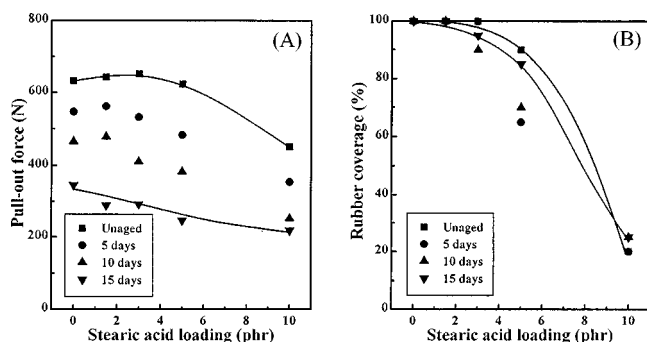 (A)
Pull-out force (N)
800
600
400
200
0
Unaged
5 days
10 days
15 days
0 2 4 6 8 10
Stearic acid loading (phr)
(B)
Rubber coverage (%)
100
80
60
40
20
0
Unaged
5 days
10 days
15 days
0 2 4 6 8 10
Stearic acid loading (phr)